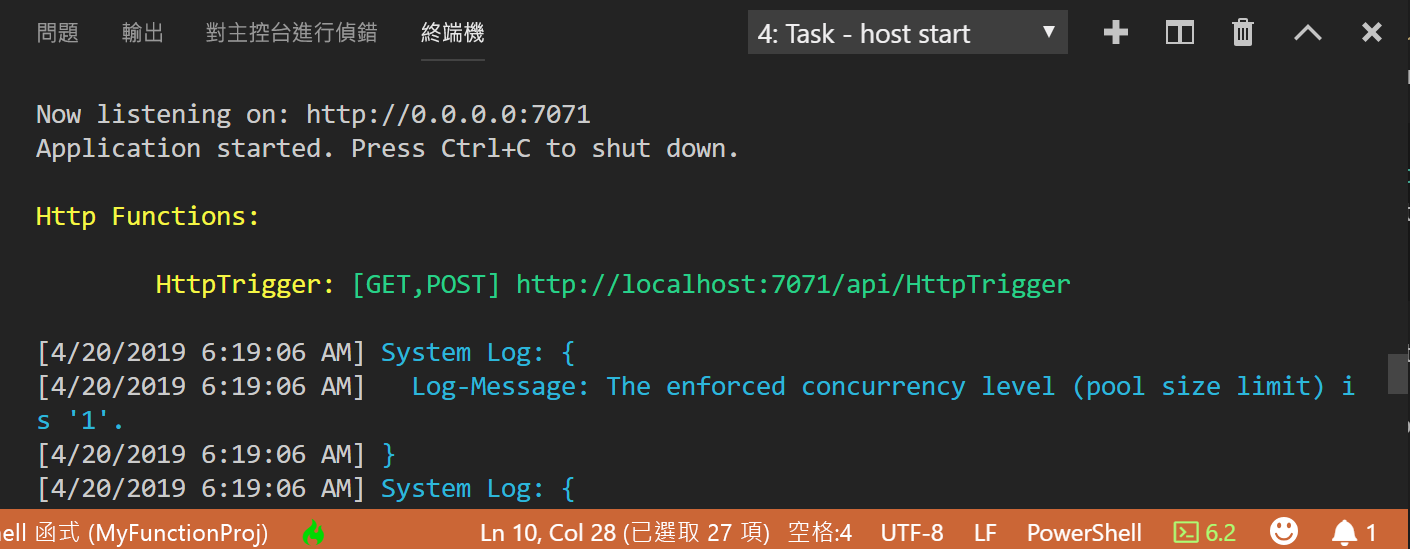 問題 輸出 對主控台進行偵錯 終端機 4: Task - host start
Now listening on: http://0.0.0.0:7071
Application started. Press Ctrl+C to shut down.
Http Functions:
HttpTrigger: [GET,POST] http://localhost:7071/api/HttpTrigger
[4/20/2019 6:19:06 AM] System Log: {
[4/20/2019 6:19:06 AM] Log-Message: The enforced concurrency level (pool size limit) i
s '1'.
[4/20/2019 6:19:06 AM] }
[4/20/2019 6:19:06 AM] System Log: {
ell 函式 (MyFunctionProj) Ln 10, Col 28 (已選取 27 項) 空格:4 UTF-8 LF PowerShell 6.2 1